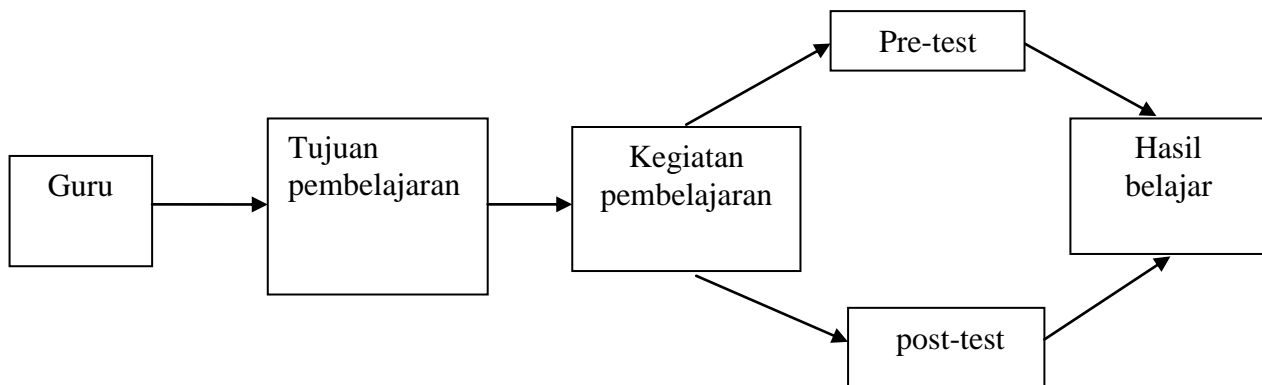 Guru
Tujuan
pembelajaran
Kegiatan
pembelajaran
Pre-test
post-test
Hasil
belajar